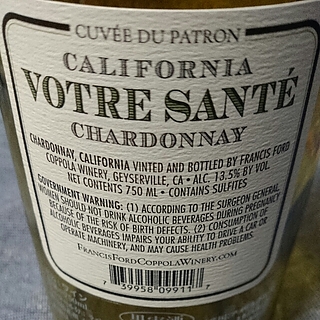 CUVÉE DU PATRON
CALIFORNIA
VOTRE SANTÉ
CHARDONNAY
CHARDONNAY, CALIFORNIA VINTED AND BOTTLED BY FRANCIS FORD
COPPOLA WINERY, GEYSERVILLE, CA • ALC. 13.5% BY VOL.
NET CONTENTS 750 ML • CONTAINS SULFITES
GOVERNMENT WARNING: (1) ACCORDING TO THE SURGEON GENERAL,
WOMEN SHOULD NOT DRINK ALCOHOLIC BEVERAGES DURING PREGNANCY
BECAUSE OF THE RISK OF BIRTH DEFECTS. (2) CONSUMPTION OF
ALCOHOLIC BEVERAGES IMPAIRS YOUR ABILITY TO DRIVE A CAR OR
OPERATE MACHINERY, AND MAY CAUSE HEALTH PROBLEMS.
FRANCISFORDCOPPOLAWINERY.COM
7 39958 09911 7